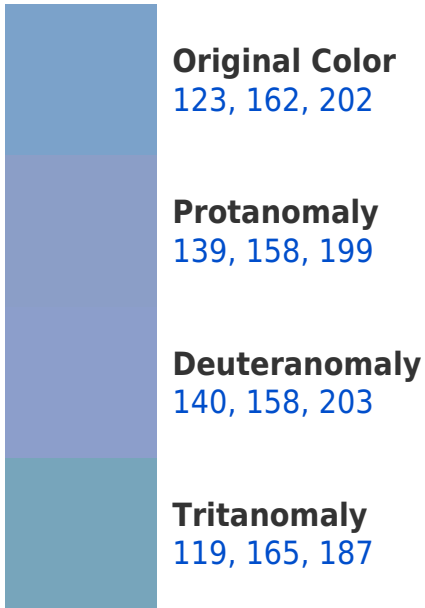 Original Color
123, 162, 202
Protanomaly
139, 158, 199
Deuteranomaly
140, 158, 203
Tritanomaly
119, 165, 187